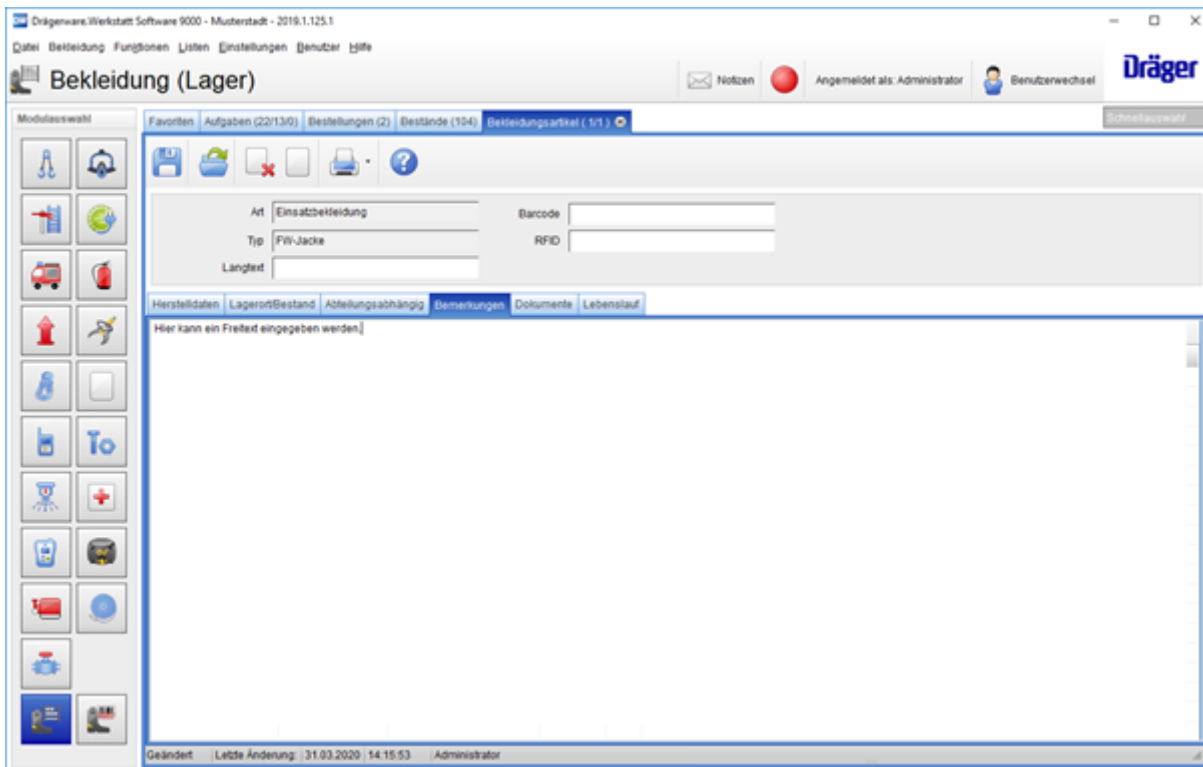 Drägerware.Werkstatt Software 9000 - Musterstadt - 2019.1.125.1
Datei Bekleidung Funktionen Listen Einstellungen Benutzer Hilfe
Bekleidung (Lager)
Notizen
Angemeldet als: Administrator
Benutzerwechsel
Dräger
Modulauswahl
Favoriten Aufgaben (22/13/0) Bestellungen (2) Bestände (104) Bekleidungsartikel ( 1/1 )
Schnellauswahl
Art Einsatzbekleidung Barcode
Typ FW-Jacke RFID
Langtext
Herstelldaten Lagerort/Bestand Abteilungsabhängig Bemerkungen Dokumente Lebenslauf
Hier kann ein Freitext eingegeben werden.
Geändert Letzte Änderung: 31.03.2020 14:15:53 Administrator